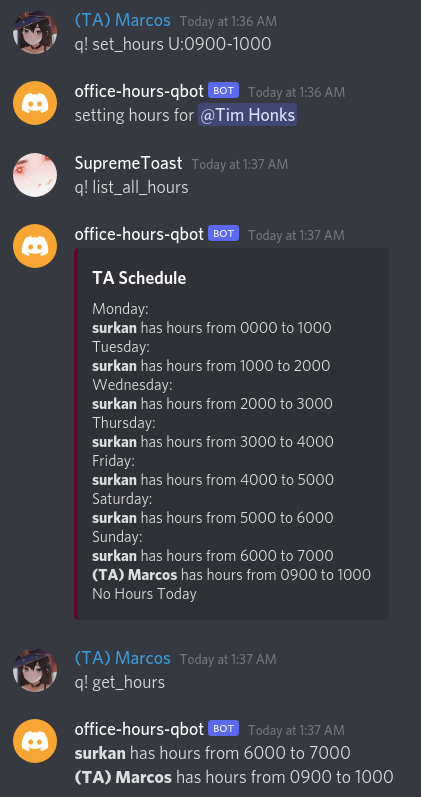 (TA) Marcos Today at 1:36 AM
q! set_hours U:0900-1000
office-hours-qbot BOT Today at 1:36 AM
setting hours for @Tim Honks
SupremeToast Today at 1:37 AM
q! list_all_hours
office-hours-qbot BOT Today at 1:37 AM
TA Schedule
Monday:
surkan has hours from 0000 to 1000
Tuesday:
surkan has hours from 1000 to 2000
Wednesday:
surkan has hours from 2000 to 3000
Thursday:
surkan has hours from 3000 to 4000
Friday:
surkan has hours from 4000 to 5000
Saturday:
surkan has hours from 5000 to 6000
Sunday:
surkan has hours from 6000 to 7000
(TA) Marcos has hours from 0900 to 1000
No Hours Today
(TA) Marcos Today at 1:37 AM
q! get_hours
office-hours-qbot BOT Today at 1:37 AM
surkan has hours from 6000 to 7000
(TA) Marcos has hours from 0900 to 1000